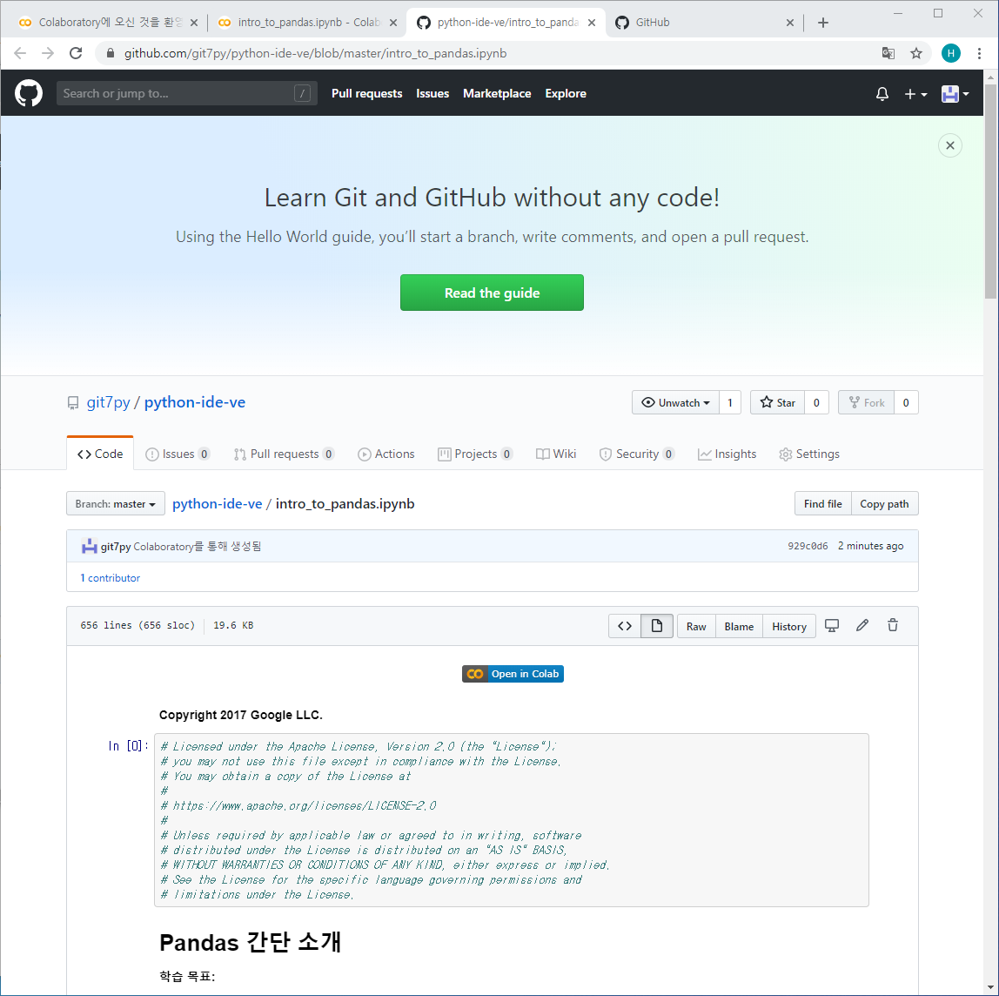 Colaboratory에 오신 것을 환영
intro_to_pandas.ipynb - Colab
python-ide-ve/intro_to_panda
GitHub
github.com/git7py/python-ide-ve/blob/master/intro_to_pandas.ipynb
H
Search or jump to...
/
Pull requests
Issues
Marketplace
Explore
Learn Git and GitHub without any code!
Using the Hello World guide, you’ll start a branch, write comments, and open a pull request.
Read the guide
git7py / python-ide-ve
Unwatch 1
Star 0
Fork 0
Code
Issues 0
Pull requests 0
Actions
Projects 0
Wiki
Security 0
Insights
Settings
Branch: master
python-ide-ve / intro_to_pandas.ipynb
Find file
Copy path
git7py Colaboratory를 통해 생성됨
929c0d6 2 minutes ago
1 contributor
656 lines (656 sloc) 19.6 KB
Raw
Blame
History
Open in Colab
Copyright 2017 Google LLC.
In [0]:
# Licensed under the Apache License, Version 2.0 (the "License");
# you may not use this file except in compliance with the License.
# You may obtain a copy of the License at
#
# https://www.apache.org/licenses/LICENSE-2.0
#
# Unless required by applicable law or agreed to in writing, software
# distributed under the License is distributed on an "AS IS" BASIS,
# WITHOUT WARRANTIES OR CONDITIONS OF ANY KIND, either express or implied.
# See the License for the specific language governing permissions and
# limitations under the License.
Pandas 간단 소개
학습 목표: